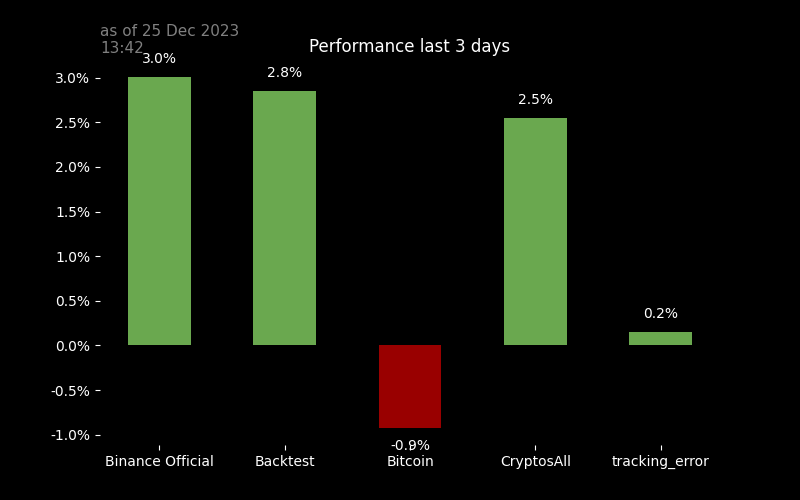 as of 25 Dec 2023
13:42
Performance last 3 days
3.0%
2.8%
-0.9%
2.5%
0.2%
3.0%
2.5%
2.0%
1.5%
1.0%
0.5%
0.0%
-0.5%
-1.0%
Binance Official
Backtest
Bitcoin
CryptosAll
tracking_error